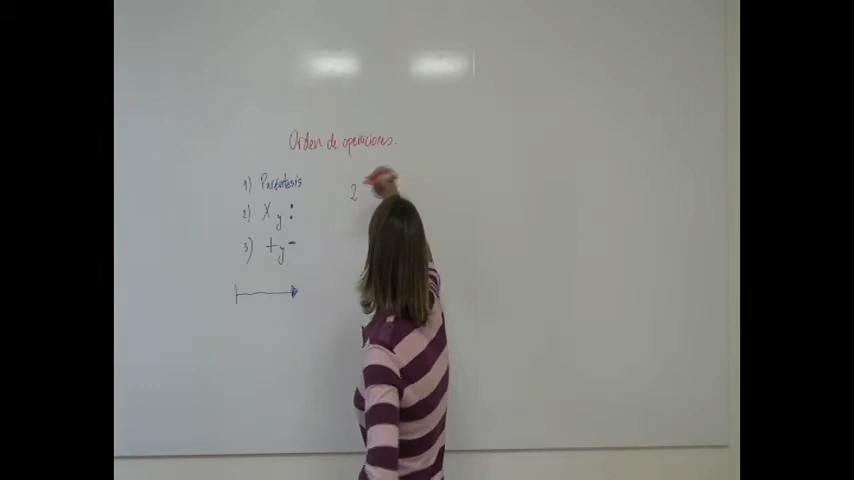 Orden de operaciones.
1) Paréntesis
2) X y :
3) + y -
2